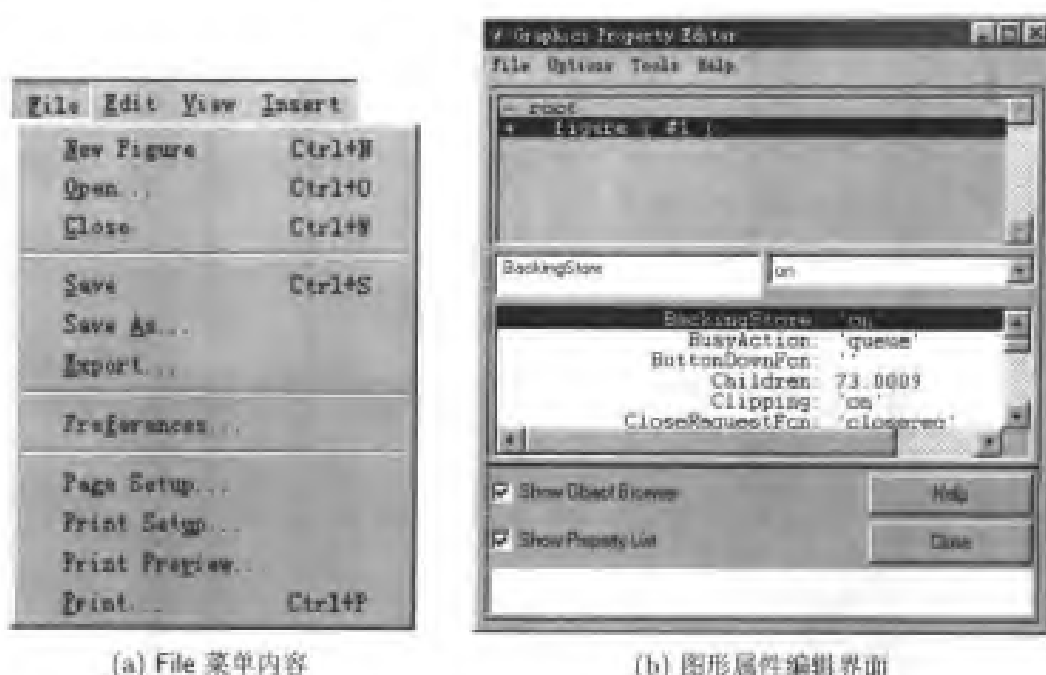 File Edit View Insert
New Figure Ctrl+N
Open... Ctrl+O
Close Ctrl+W
Save Ctrl+S
Save As...
Export...
Preferences...
Page Setup...
Print Setup...
Print Preview...
Print... Ctrl+P
(a) File 菜单内容
Graphics Property Editor
File Options Tools Help
- root
+ figure ( #1 )
BackingStore on
BackingStore: 'on'
BusyAction: 'queue'
ButtonDownFcn: ''
Children: 73.0009
Clipping: 'on'
CloseRequestFcn: 'closereq'
Show Object Browser Help
Show Property List Close
(b) 图形属性编辑界面